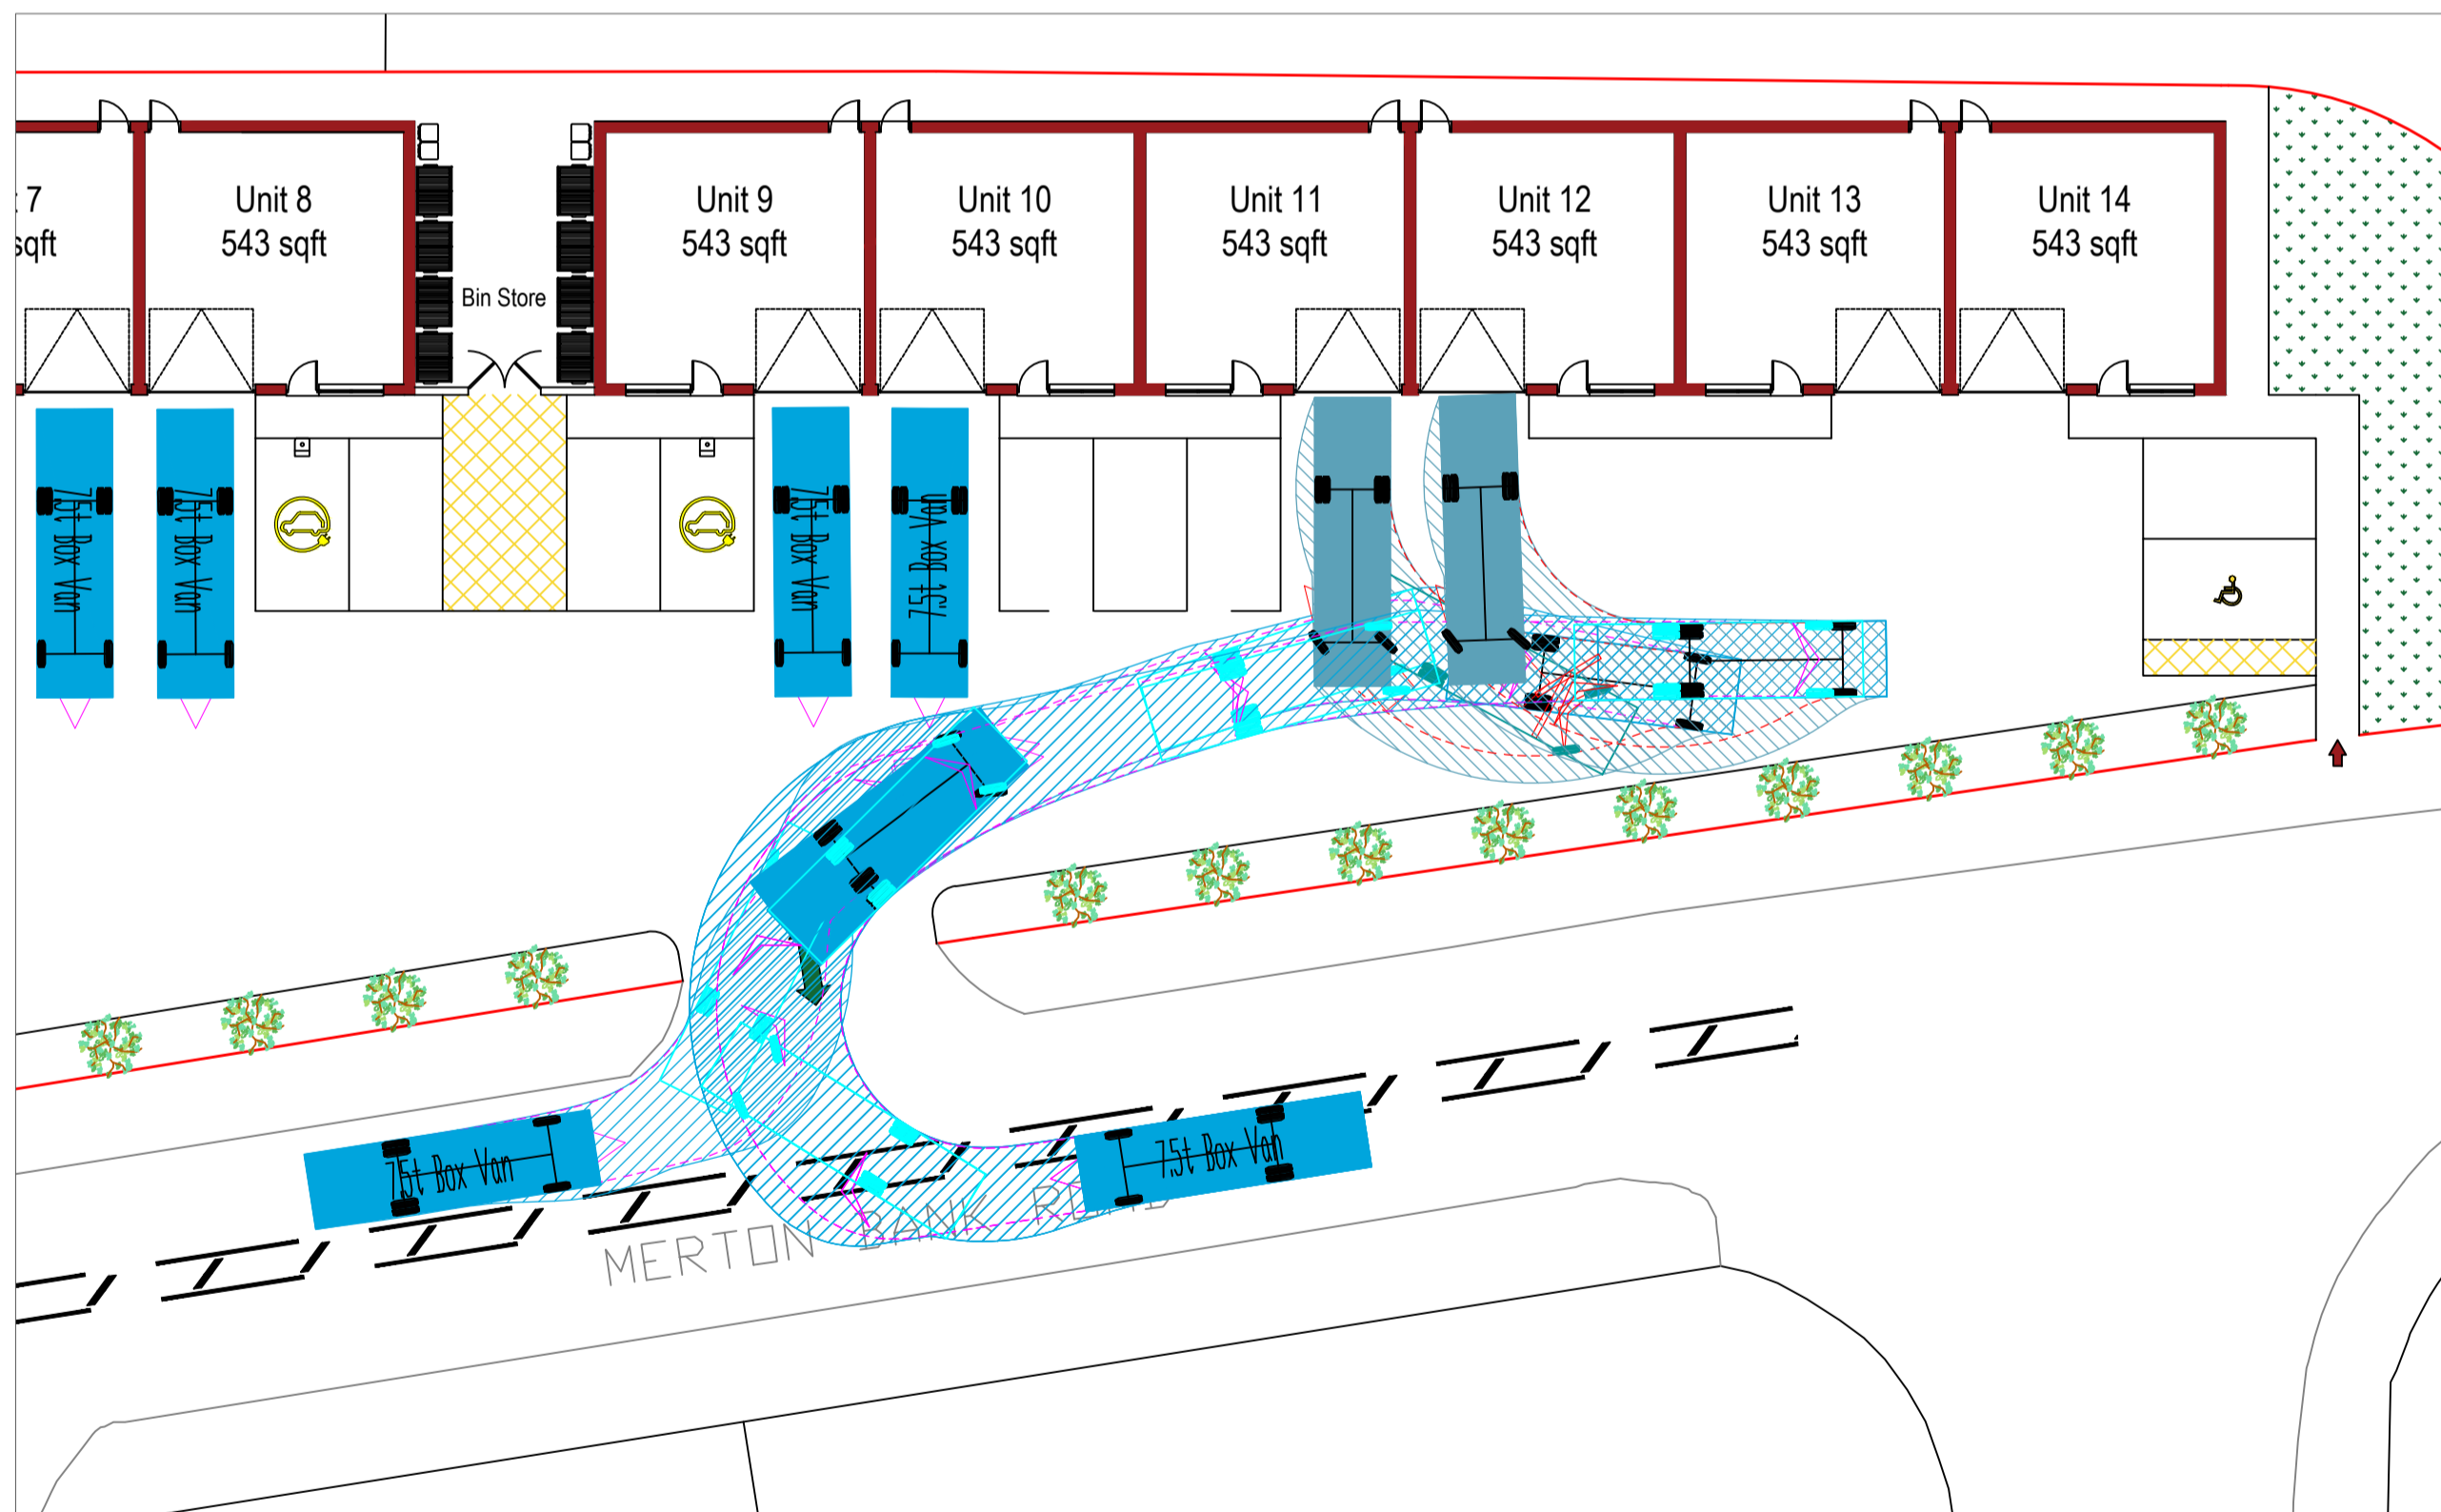 : 7
sqft
Unit 8
543 sqft
Bin Store
Unit 9
543 sqft
Unit 10
543 sqft
Unit 11
543 sqft
Unit 12
543 sqft
Unit 13
543 sqft
Unit 14
543 sqft
7.5t Box Van
7.5t Box Van
7.5t Box Van
7.5t Box Van
7.5t Box Van
7.5t Box Van
MERTON BANK ROAD